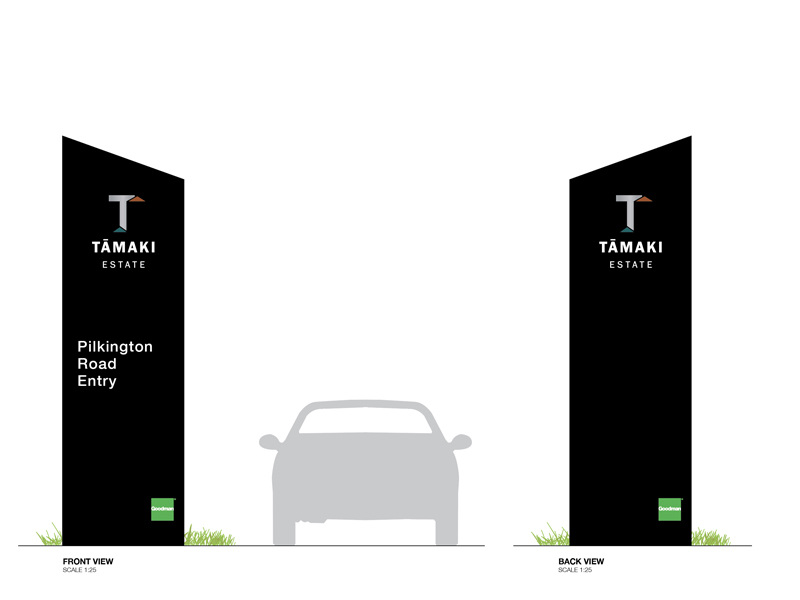 TĀMAKI
ESTATE
Pilkington
Road
Entry
Goodman
FRONT VIEW
SCALE 1:25
TĀMAKI
ESTATE
Goodman
BACK VIEW
SCALE 1:25